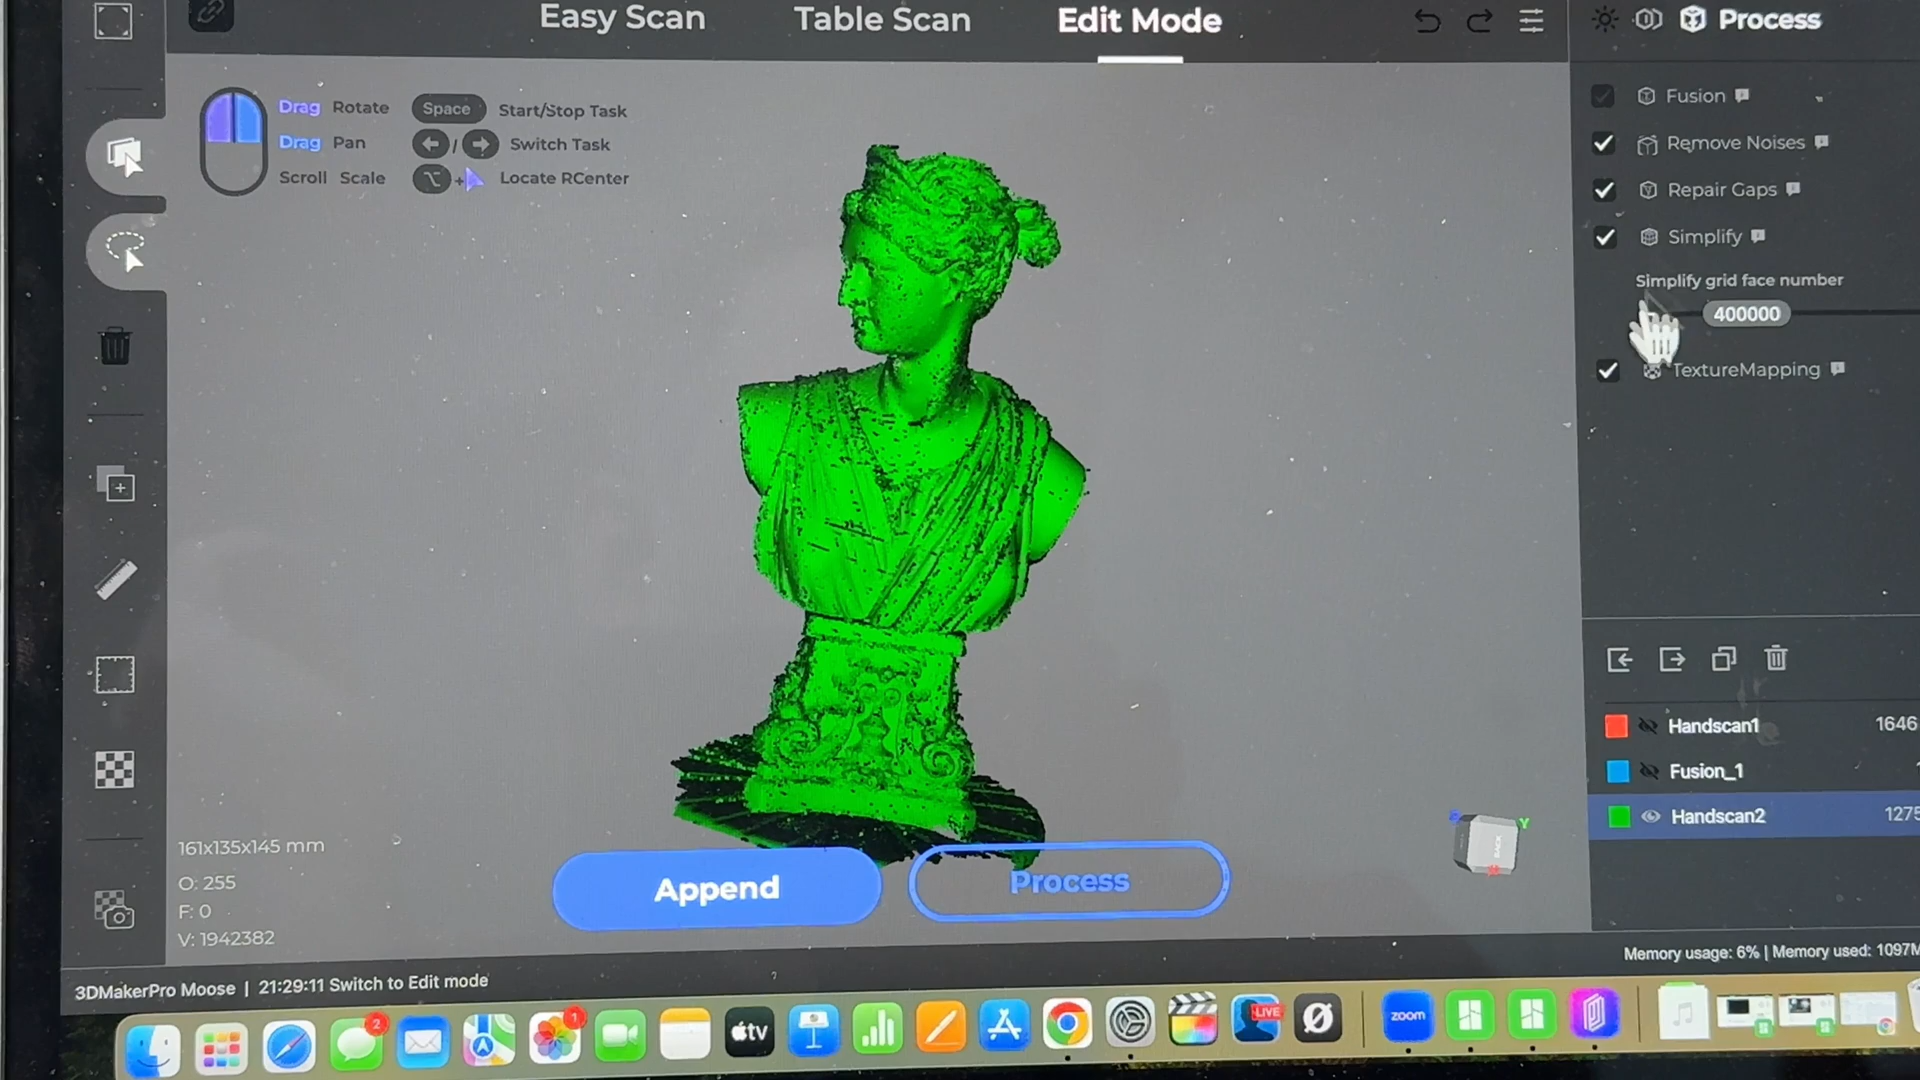 Easy Scan
Table Scan
Edit Mode
Process
Drag Rotate
Space Start/Stop Task
Drag Pan
/ Switch Task
Scroll Scale
+ Locate RCenter
Fusion
Remove Noises
Repair Gaps
Simplify
Simplify grid face number
400000
TextureMapping
Handscan1 1646
Fusion_1
Handscan2 1275
Y
BACK
161x135x145 mm
O: 255
F: 0
V: 1942382
Append
Process
Memory usage: 6% | Memory used: 1097M
3DMakerPro Moose | 21:29:11 Switch to Edit mode
2
1
tv
LIVE
zoom